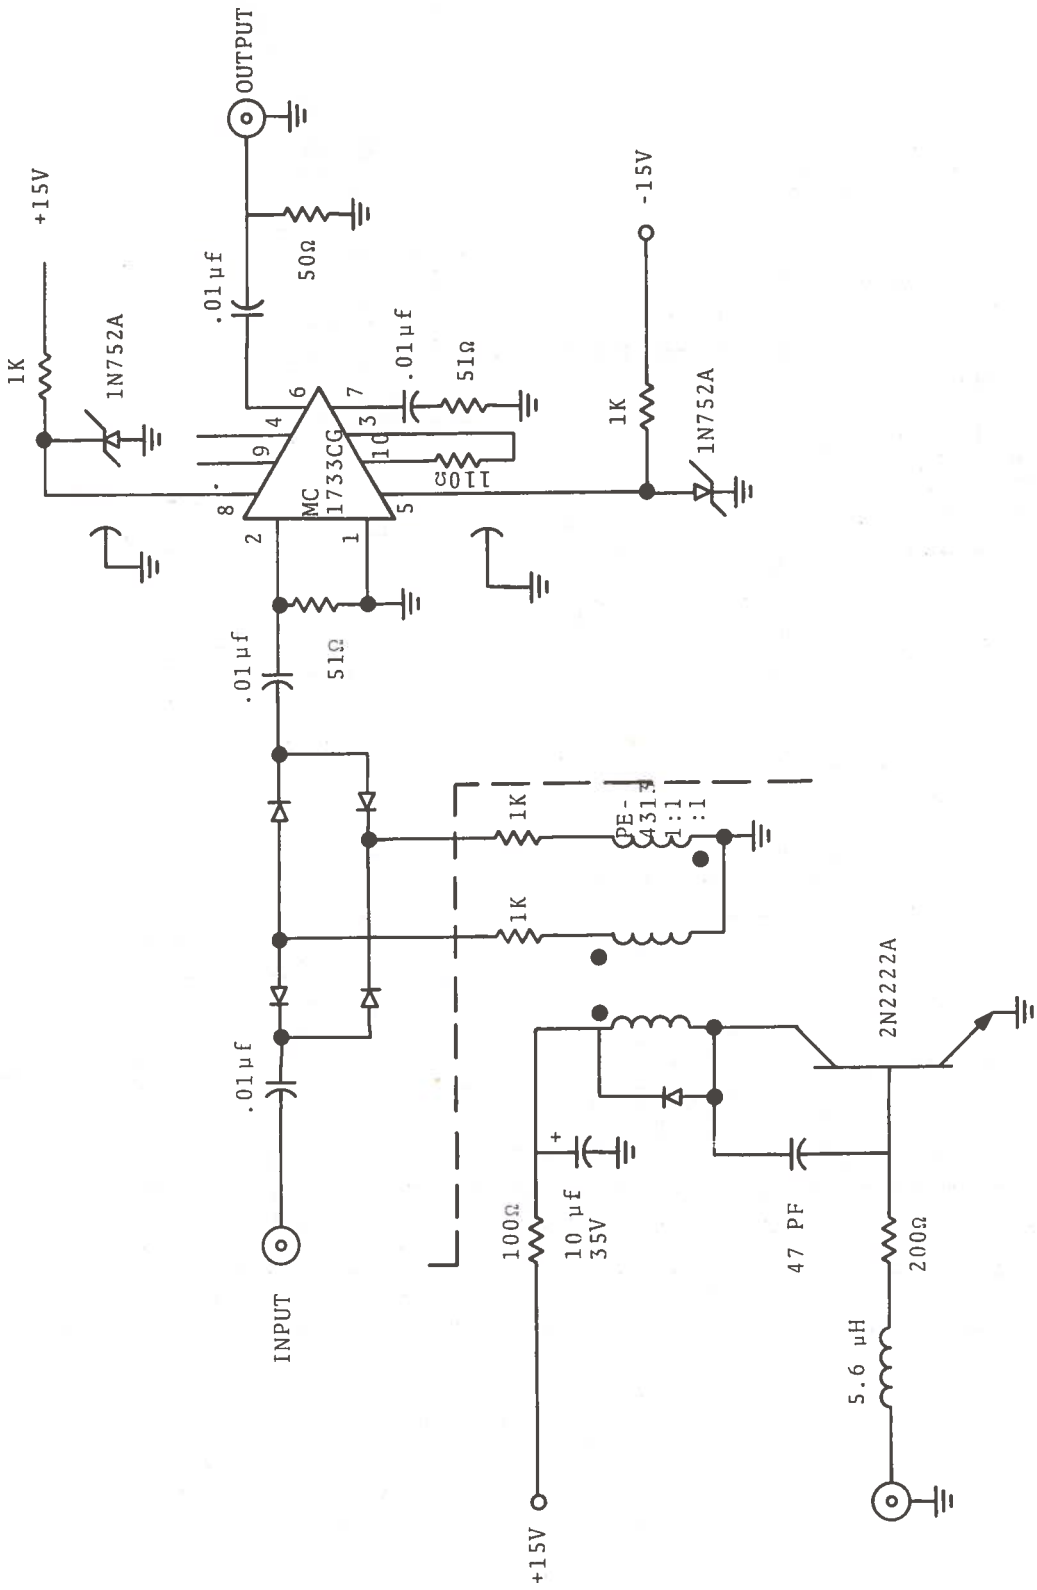 +15V
1K
1N752A
OUTPUT
.01μf
50Ω
8
9
4
6
MC
1733CG
2
1
5
10
3
7
.01μf
51Ω
110Ω
-15V
1K
1N752A
.01μf
51Ω
INPUT
.01μf
1K
1K
PE-
4313
1:1
:1
+15V
100Ω
+
10 μf
35V
47 PF
2N2222A
200Ω
5.6 μH